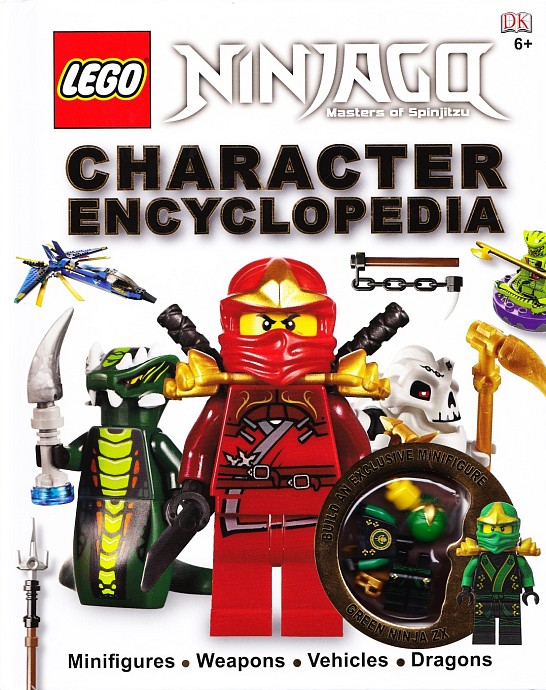 DK
6+
LEGO
NINJAGO
Masters of Spinjitzu
CHARACTER
ENCYCLOPEDIA
BUILD AN EXCLUSIVE MINIFIGURE
GREEN NINJA ZX
Minifigures • Weapons • Vehicles • Dragons